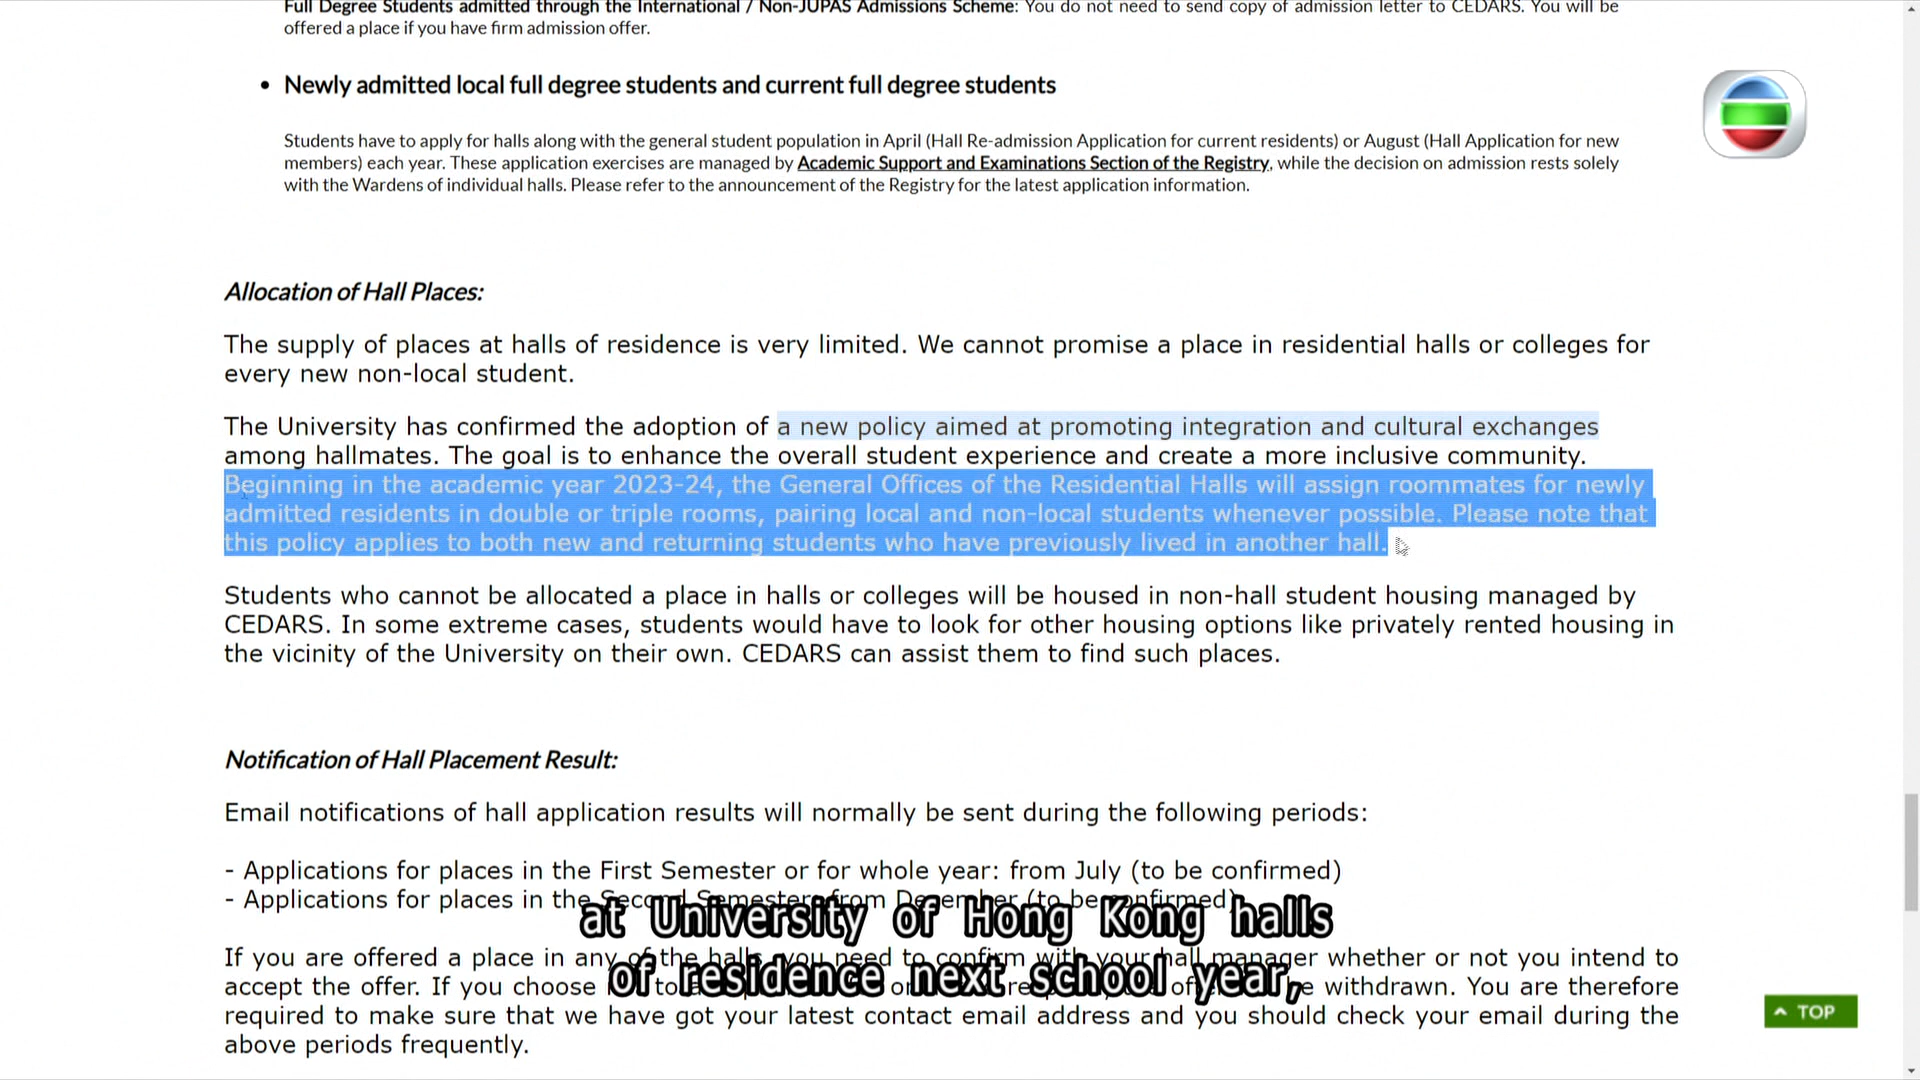 Full Degree Students admitted through the International / Non-JUPAS Admissions Scheme: You do not need to send copy of admission letter to CEDARS. You will be
offered a place if you have firm admission offer.
• Newly admitted local full degree students and current full degree students
Students have to apply for halls along with the general student population in April (Hall Re-admission Application for current residents) or August (Hall Application for new
members) each year. These application exercises are managed by Academic Support and Examinations Section of the Registry, while the decision on admission rests solely
with the Wardens of individual halls. Please refer to the announcement of the Registry for the latest application information.
Allocation of Hall Places:
The supply of places at halls of residence is very limited. We cannot promise a place in residential halls or colleges for
every new non-local student.
The University has confirmed the adoption of a new policy aimed at promoting integration and cultural exchanges
among hallmates. The goal is to enhance the overall student experience and create a more inclusive community.
Beginning in the academic year 2023-24, the General Offices of the Residential Halls will assign roommates for newly
admitted residents in double or triple rooms, pairing local and non-local students whenever possible. Please note that
this policy applies to both new and returning students who have previously lived in another hall.
Students who cannot be allocated a place in halls or colleges will be housed in non-hall student housing managed by
CEDARS. In some extreme cases, students would have to look for other housing options like privately rented housing in
the vicinity of the University on their own. CEDARS can assist them to find such places.
Notification of Hall Placement Result:
Email notifications of hall application results will normally be sent during the following periods:
- Applications for places in the First Semester or for whole year: from July (to be confirmed)
- Applications for places in the Second Semester: from December (to be confirmed)
at University of Hong Kong halls
If you are offered a place in any of the halls, you need to confirm with your hall manager whether or not you intend to
of residence next school year,
accept the offer. If you choose withdrawn. You are therefore
required to make sure that we have got your latest contact email address and you should check your email during the
above periods frequently.
TOP